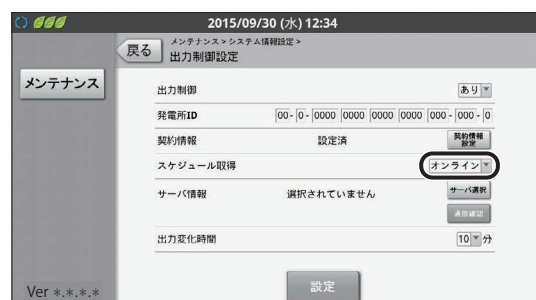 2015/09/30 (水) 12:34
戻る
メンテナンス > システム情報設定 >
出力制御設定
メンテナンス
出力制御 あり
発電所ID 00 - 0 - 0000 0000 0000 0000 000 - 000 - 0
契約情報 設定済 契約情報
設定
スケジュール取得 オンライン
サーバ情報 選択されていません サーバ選択
通信確認
出力変化時間 10 分
設定
Ver *.*.*.*